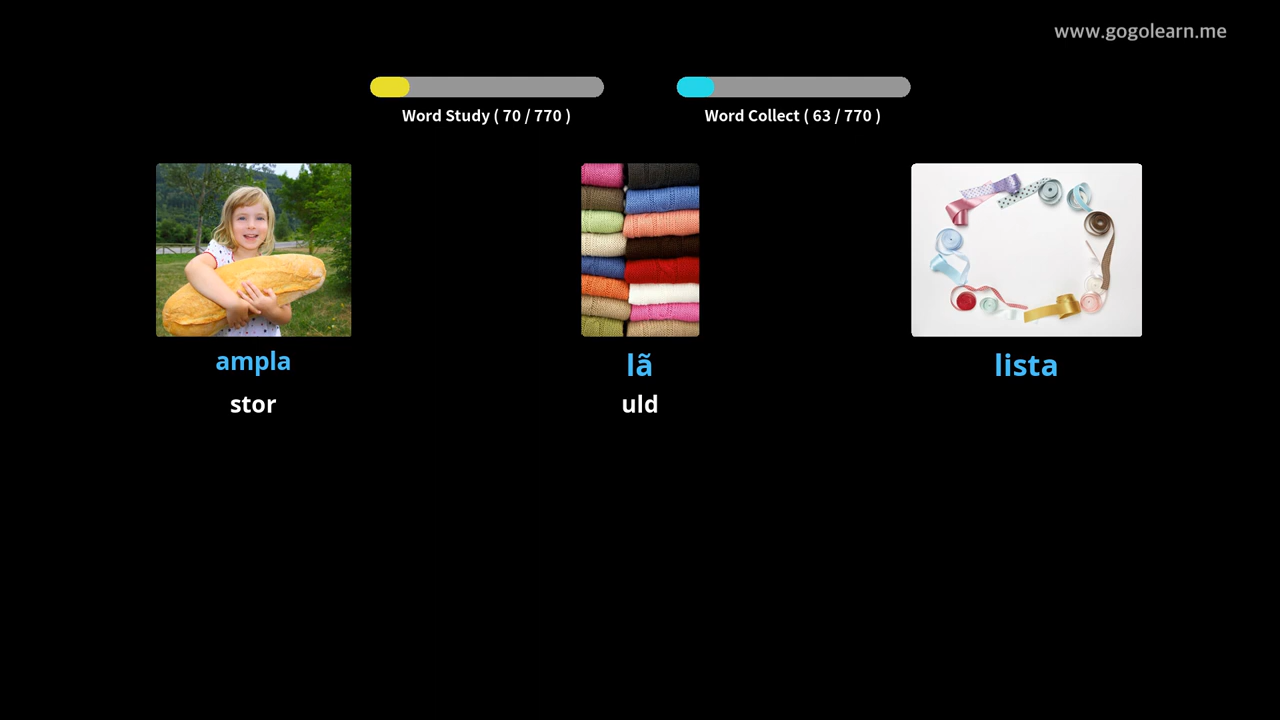 www.gogolearn.me
Word Study ( 70 / 770 )
Word Collect ( 63 / 770 )
ampla
lã
lista
stor
uld